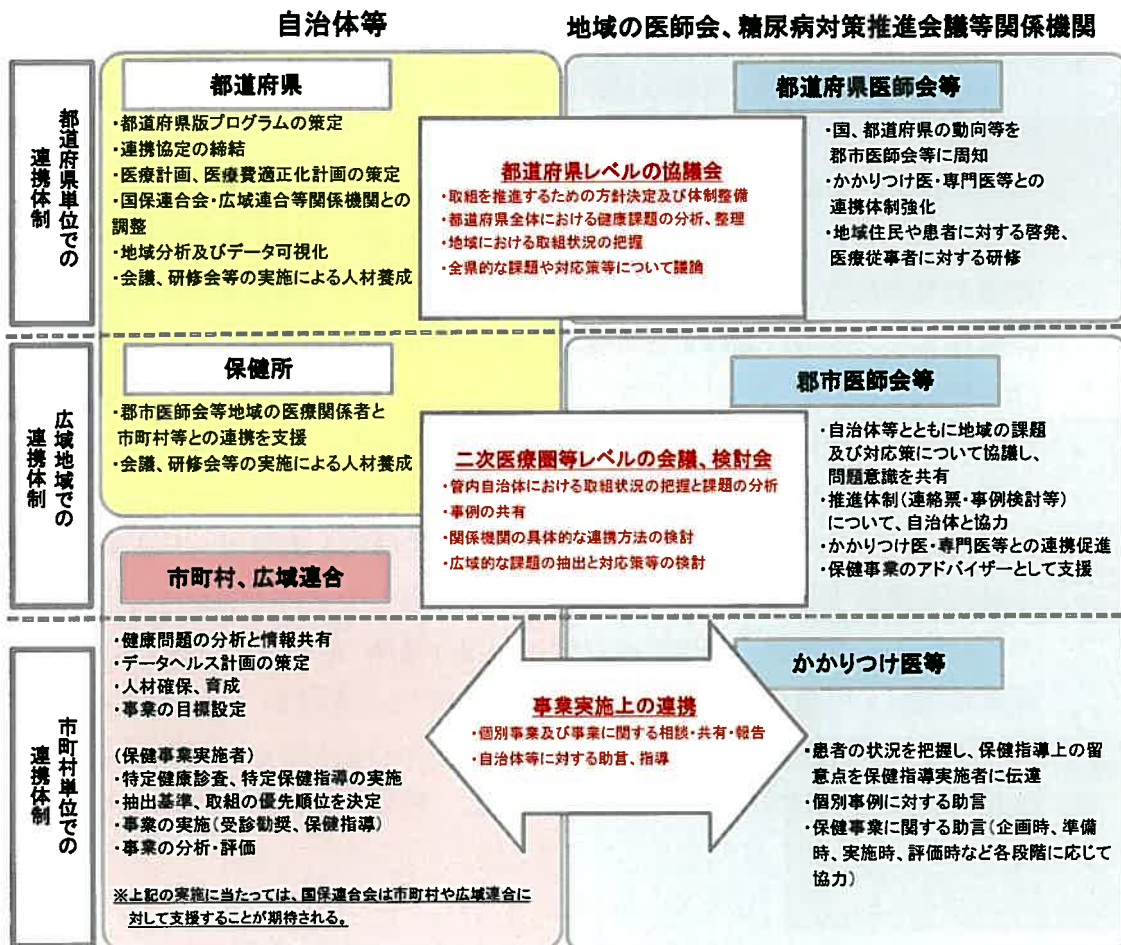 自治体等
地域の医師会、糖尿病対策推進会議等関係機関
都道府県単位での
連携体制
都道府県
・都道府県版プログラムの策定
・連携協定の締結
・医療計画、医療費適正化計画の策定
・国保連合会・広域連合等関係機関との
調整
・地域分析及びデータ可視化
・会議、研修会等の実施による人材養成
都道府県レベルの協議会
・取組を推進するための方針決定及び体制整備
・都道府県全体における健康課題の分析、整理
・地域における取組状況の把握
・全県的な課題や対応策等について議論
都道府県医師会等
・国、都道府県の動向等を
郡市医師会等に周知
・かかりつけ医・専門医等との
連携体制強化
・地域住民や患者に対する啓発、
医療従事者に対する研修
広域地域での
連携体制
保健所
・郡市医師会等地域の医療関係者と
市町村等との連携を支援
・会議、研修会等の実施による人材養成
二次医療圏等レベルの会議、検討会
・管内自治体における取組状況の把握と課題の分析
・事例の共有
・関係機関の具体的な連携方法の検討
・広域的な課題の抽出と対応策等の検討
郡市医師会等
・自治体等とともに地域の課題
及び対応策について協議し、
問題意識を共有
・推進体制(連絡票・事例検討等)
について、自治体と協力
・かかりつけ医・専門医等との連携促進
・保健事業のアドバイザーとして支援
市町村単位での
連携体制
市町村、広域連合
・健康問題の分析と情報共有
・データヘルス計画の策定
・人材確保、育成
・事業の目標設定
(保健事業実施者)
・特定健康診査、特定保健指導の実施
・抽出基準、取組の優先順位を決定
・事業の実施(受診勧奨、保健指導)
・事業の分析・評価
※上記の実施に当たっては、国保連合会は市町村や広域連合に
対して支援することが期待される。
事業実施上の連携
・個別事業及び事業に関する相談・共有・報告
・自治体等に対する助言、指導
かかりつけ医等
・患者の状況を把握し、保健指導上の留
意点を保健指導実施者に伝達
・個別事例に対する助言
・保健事業に関する助言(企画時、準備
時、実施時、評価時など各段階に応じて
協力)